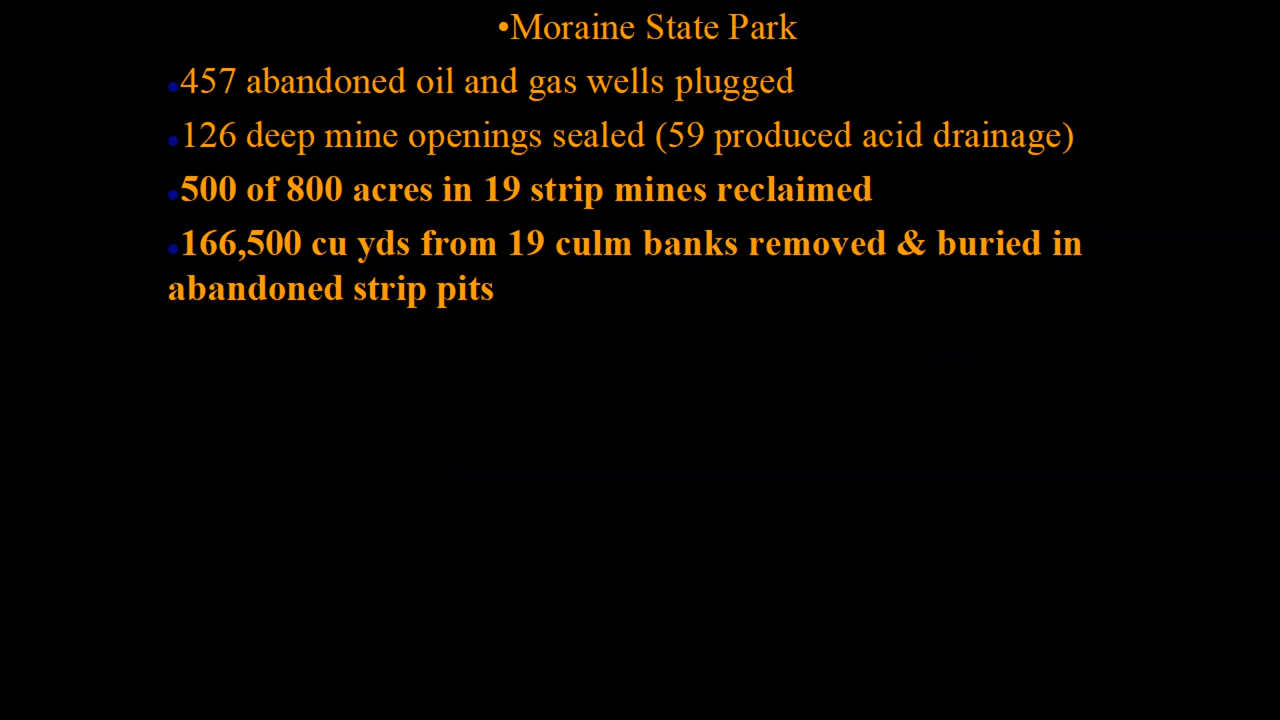 •Moraine State Park
•457 abandoned oil and gas wells plugged
•126 deep mine openings sealed (59 produced acid drainage)
•500 of 800 acres in 19 strip mines reclaimed
•166,500 cu yds from 19 culm banks removed & buried in
abandoned strip pits